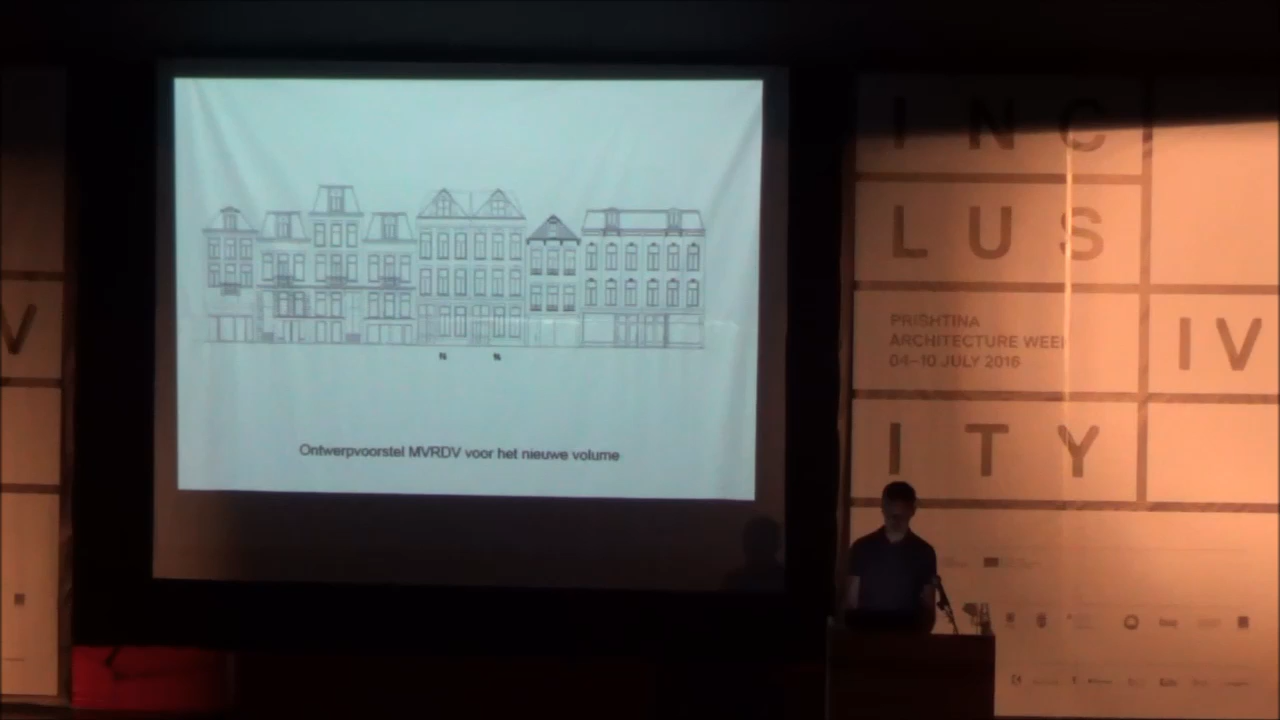 Ontwerpvoorstel MVRDV voor het nieuwe volume
INC
LUS
PRISHTINA
ARCHITECTURE WEEK
04–10 JULY 2016
IV
ITY
V